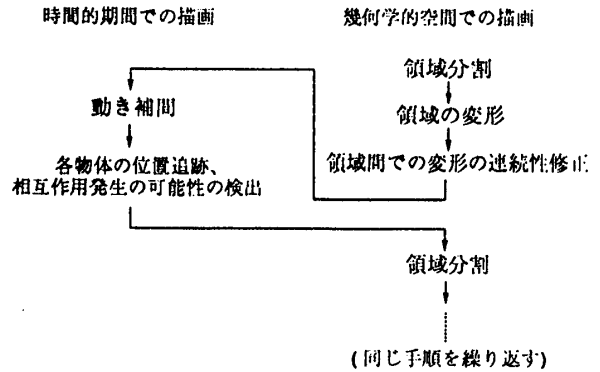 時間的期間での描画
幾何学的空間での描画
領域分割
領域の変形
領域間での変形の連続性修正
動き補間
各物体の位置追跡、
相互作用発生の可能性の検出
領域分割
(同じ手順を繰り返す)